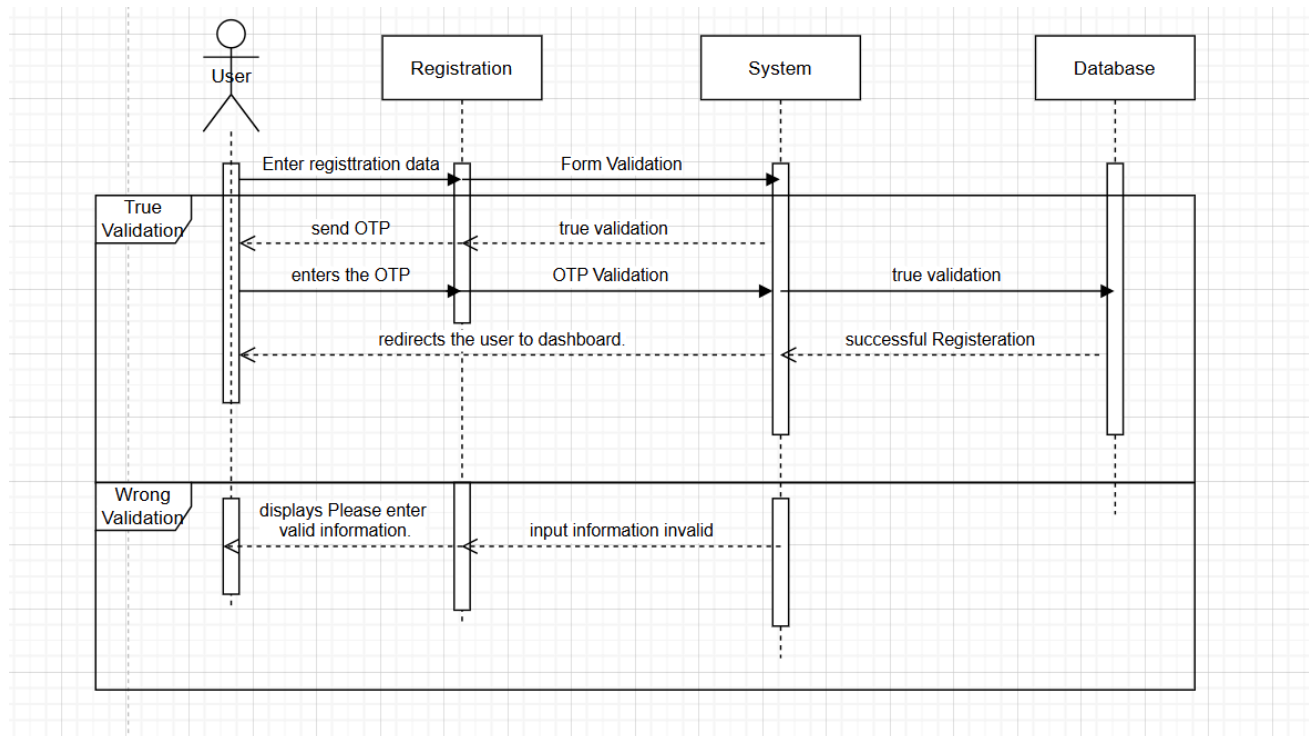 User
Registration
System
Database
Enter registtration data
Form Validation
True
Validation
send OTP
true validation
enters the OTP
OTP Validation
true validation
redirects the user to dashboard.
successful Registeration
Wrong
Validation
displays Please enter
valid information.
input information invalid